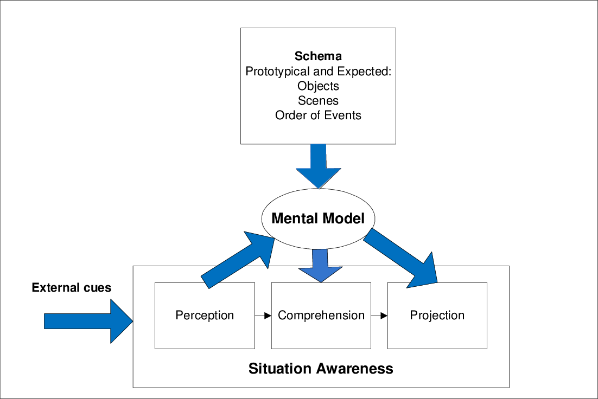 Schema
Prototypical and Expected:
Objects
Scenes
Order of Events
Mental Model
External cues
Perception
Comprehension
Projection
Situation Awareness